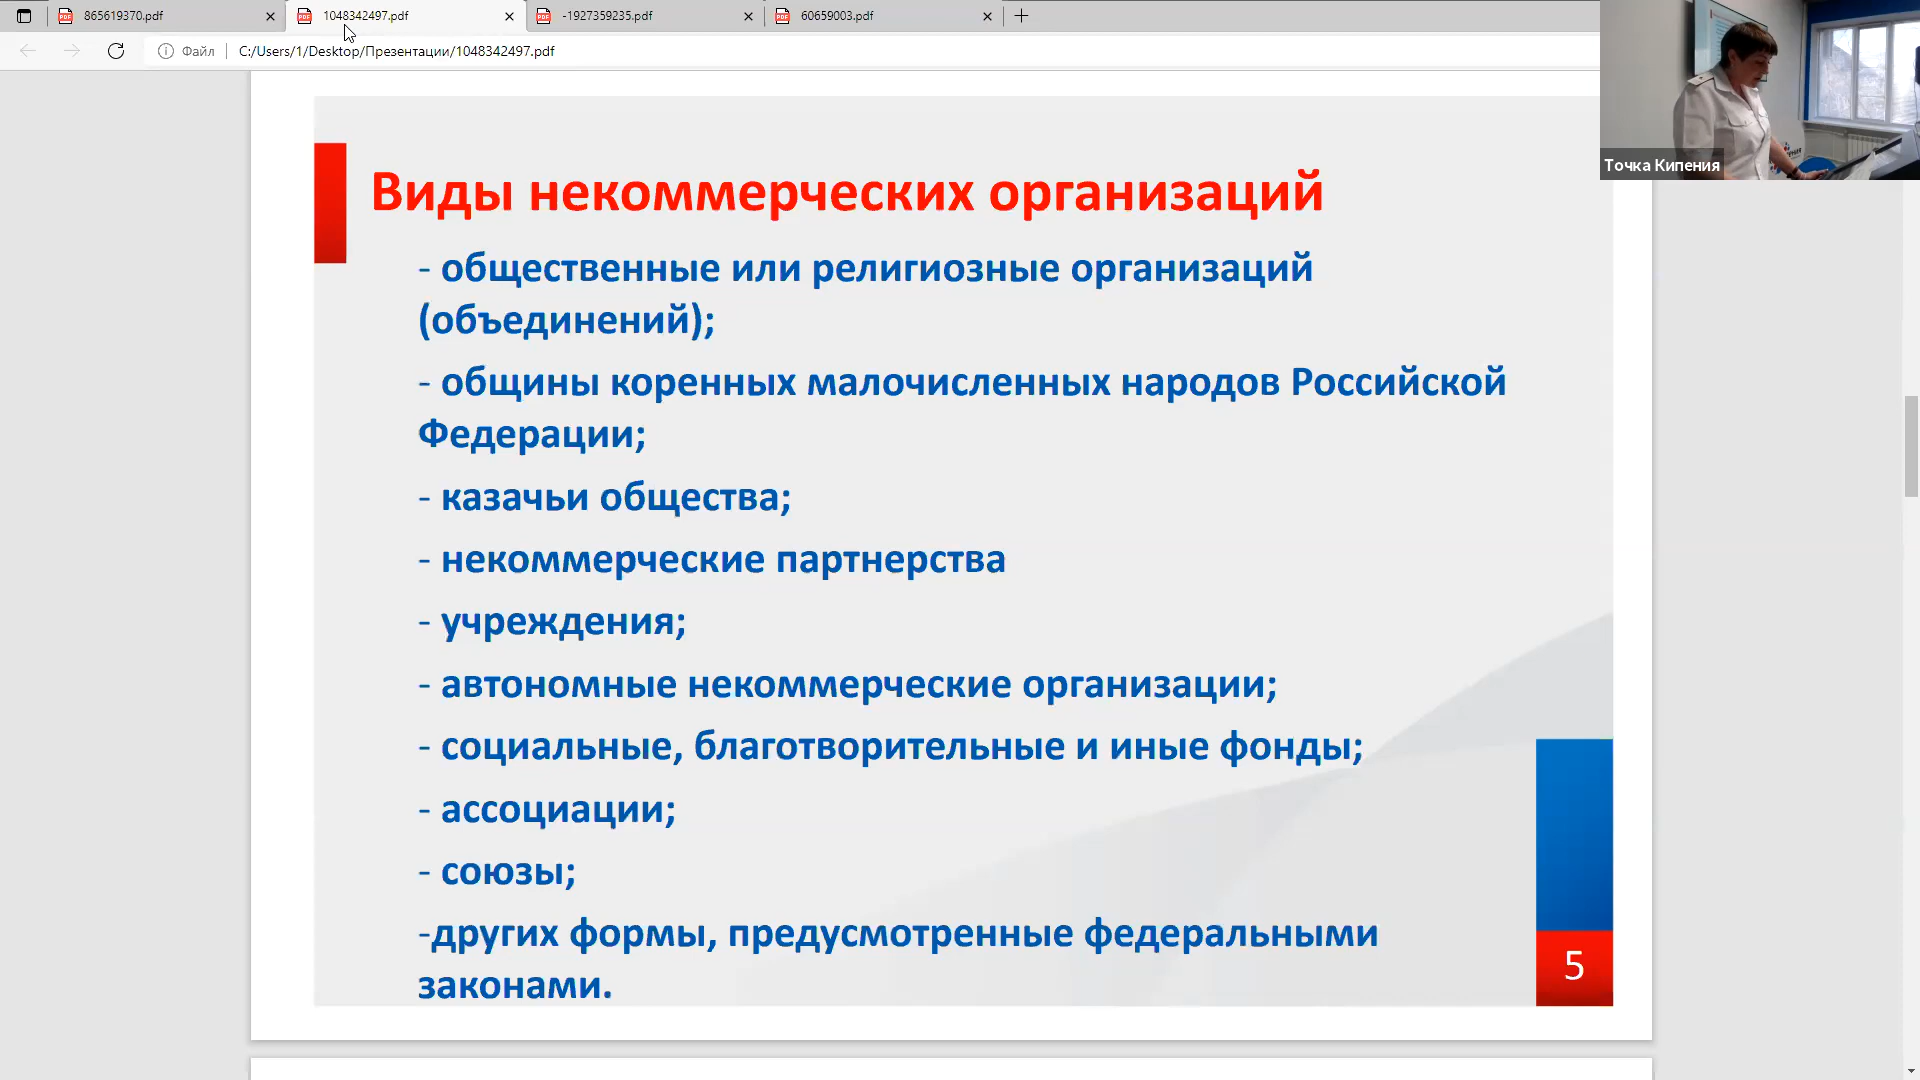 865619370.pdf
1048342497.pdf
-1927359235.pdf
60659003.pdf
Файл
C:/Users/1/Desktop/Презентации/1048342497.pdf
Точка Кипения
Виды некоммерческих организаций
- общественные или религиозные организаций
(объединений);
- общины коренных малочисленных народов Российской
Федерации;
- казачьи общества;
- некоммерческие партнерства
- учреждения;
- автономные некоммерческие организации;
- социальные, благотворительные и иные фонды;
- ассоциации;
- союзы;
-других формы, предусмотренные федеральными
законами.
5